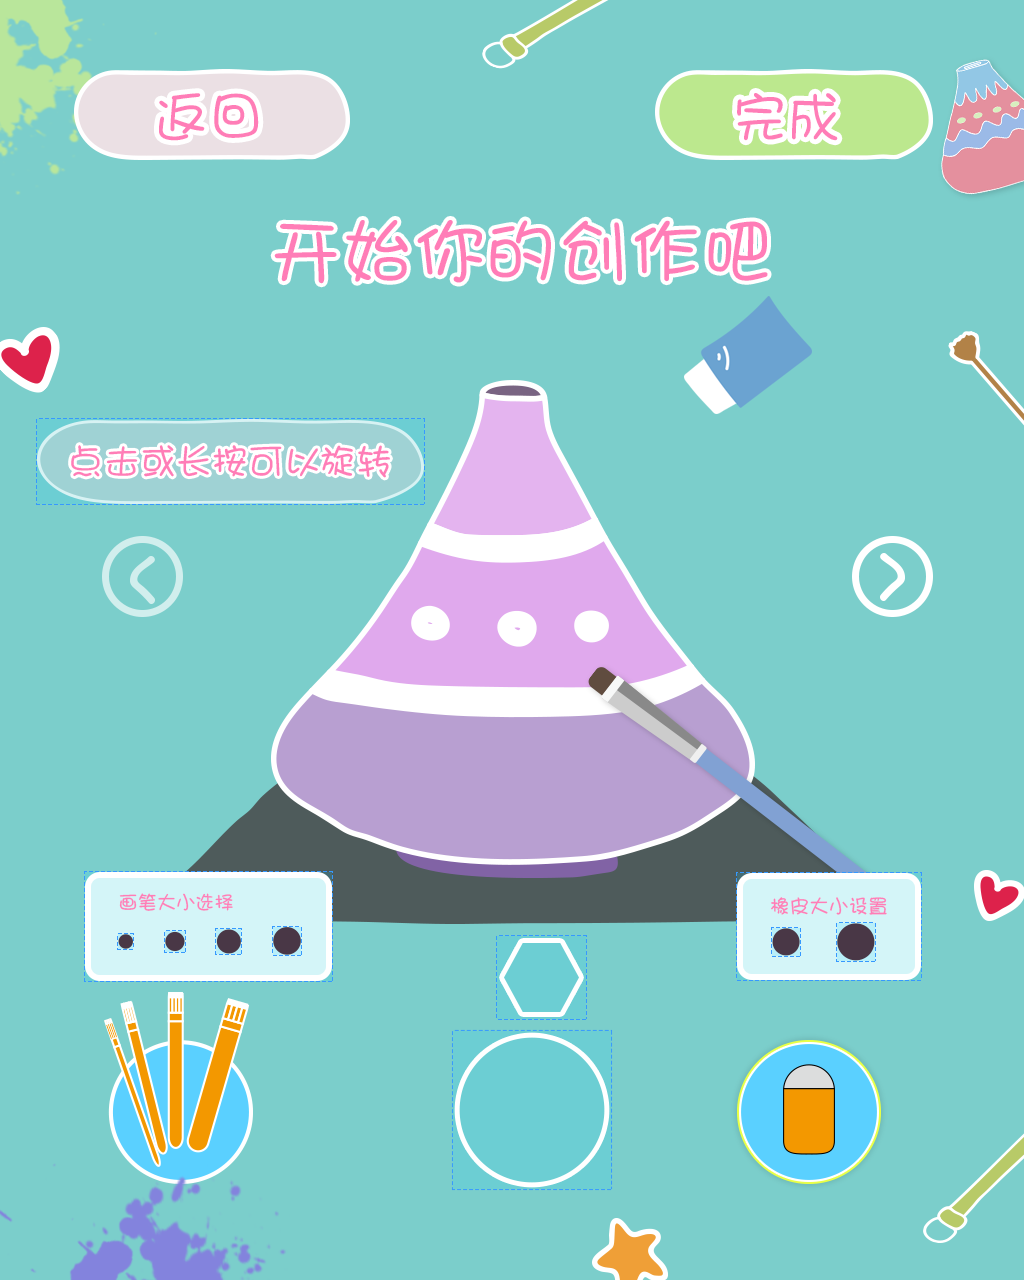 返回
完成
开始你的创作吧
点击或长按可以旋转
画笔大小选择
橡皮大小设置